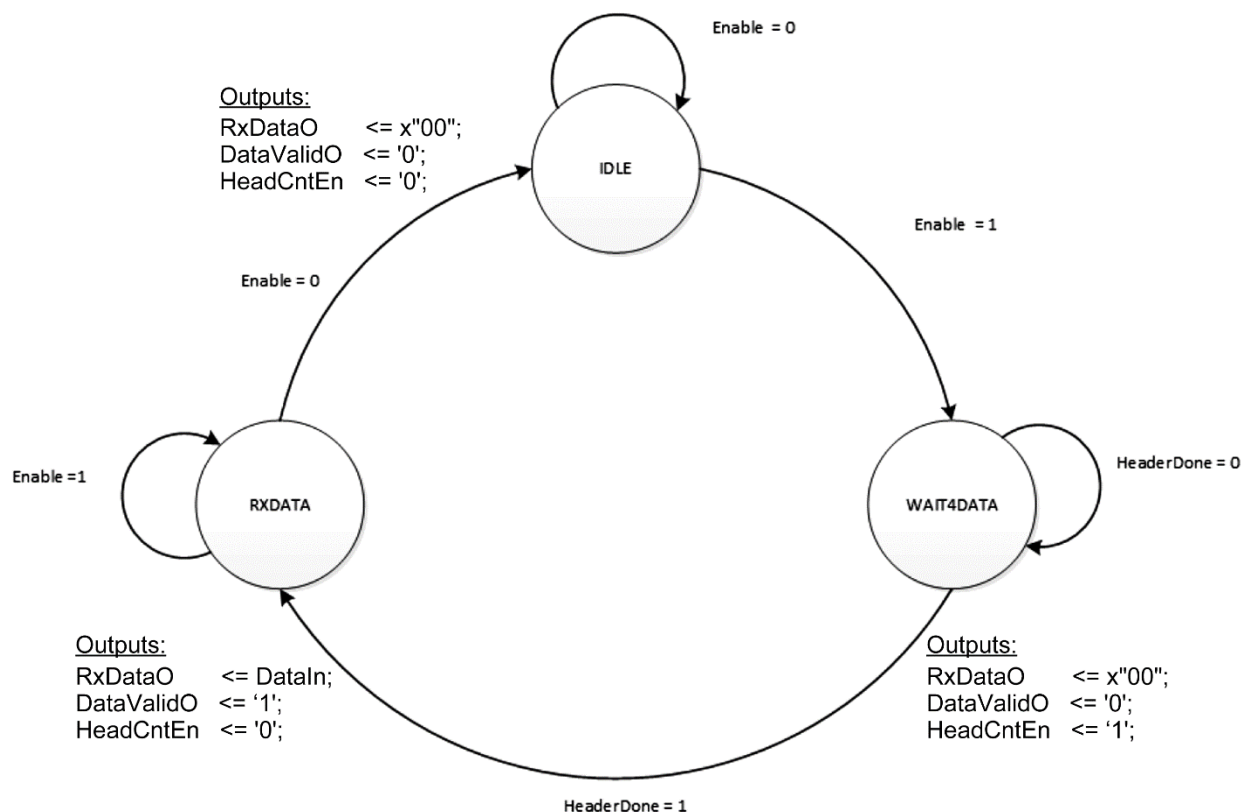 Enable = 0
Outputs:
RxDataO <= x"00";
DataValidO <= '0';
HeadCntEn <= '0';
IDLE
Enable = 1
Enable = 0
Enable =1
RXDATA
WAIT4DATA
HeaderDone = 0
Outputs:
RxDataO <= DataIn;
DataValidO <= ‘1';
HeadCntEn <= '0';
Outputs:
RxDataO <= x"00";
DataValidO <= '0';
HeadCntEn <= ‘1';
HeaderDone = 1